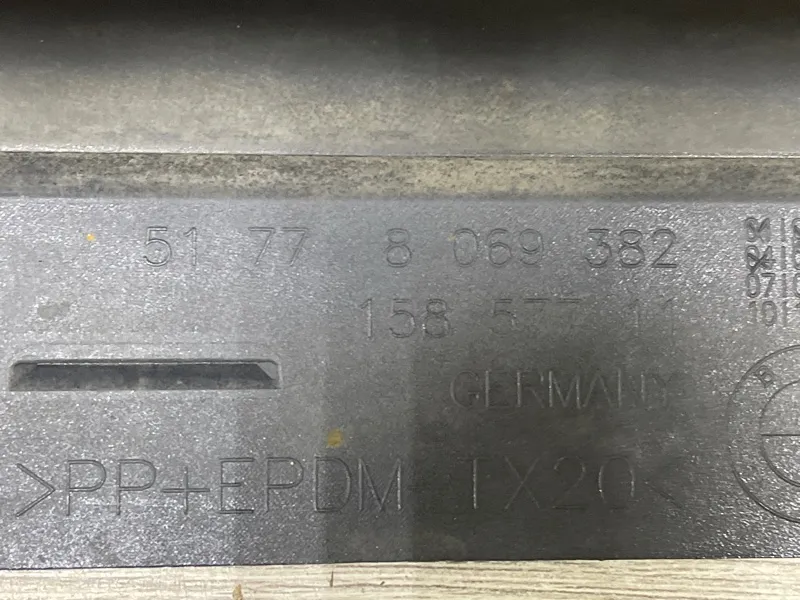 51 77 8 069 382
158 577 11
GERMANY
>PP+EPDM-TX20<
B